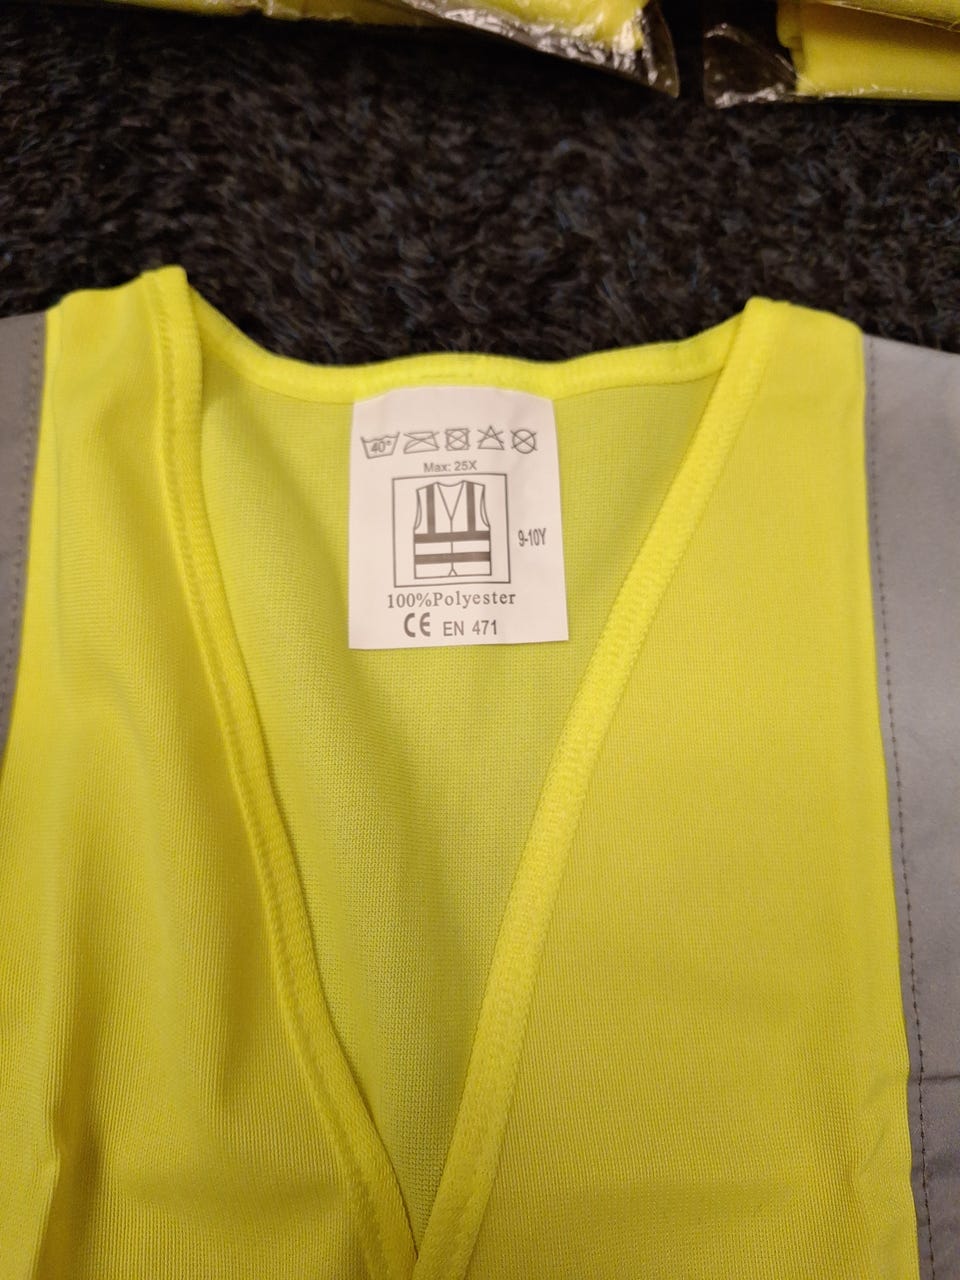 40°
Max: 25X
9-10Y
100%Polyester
CE EN 471